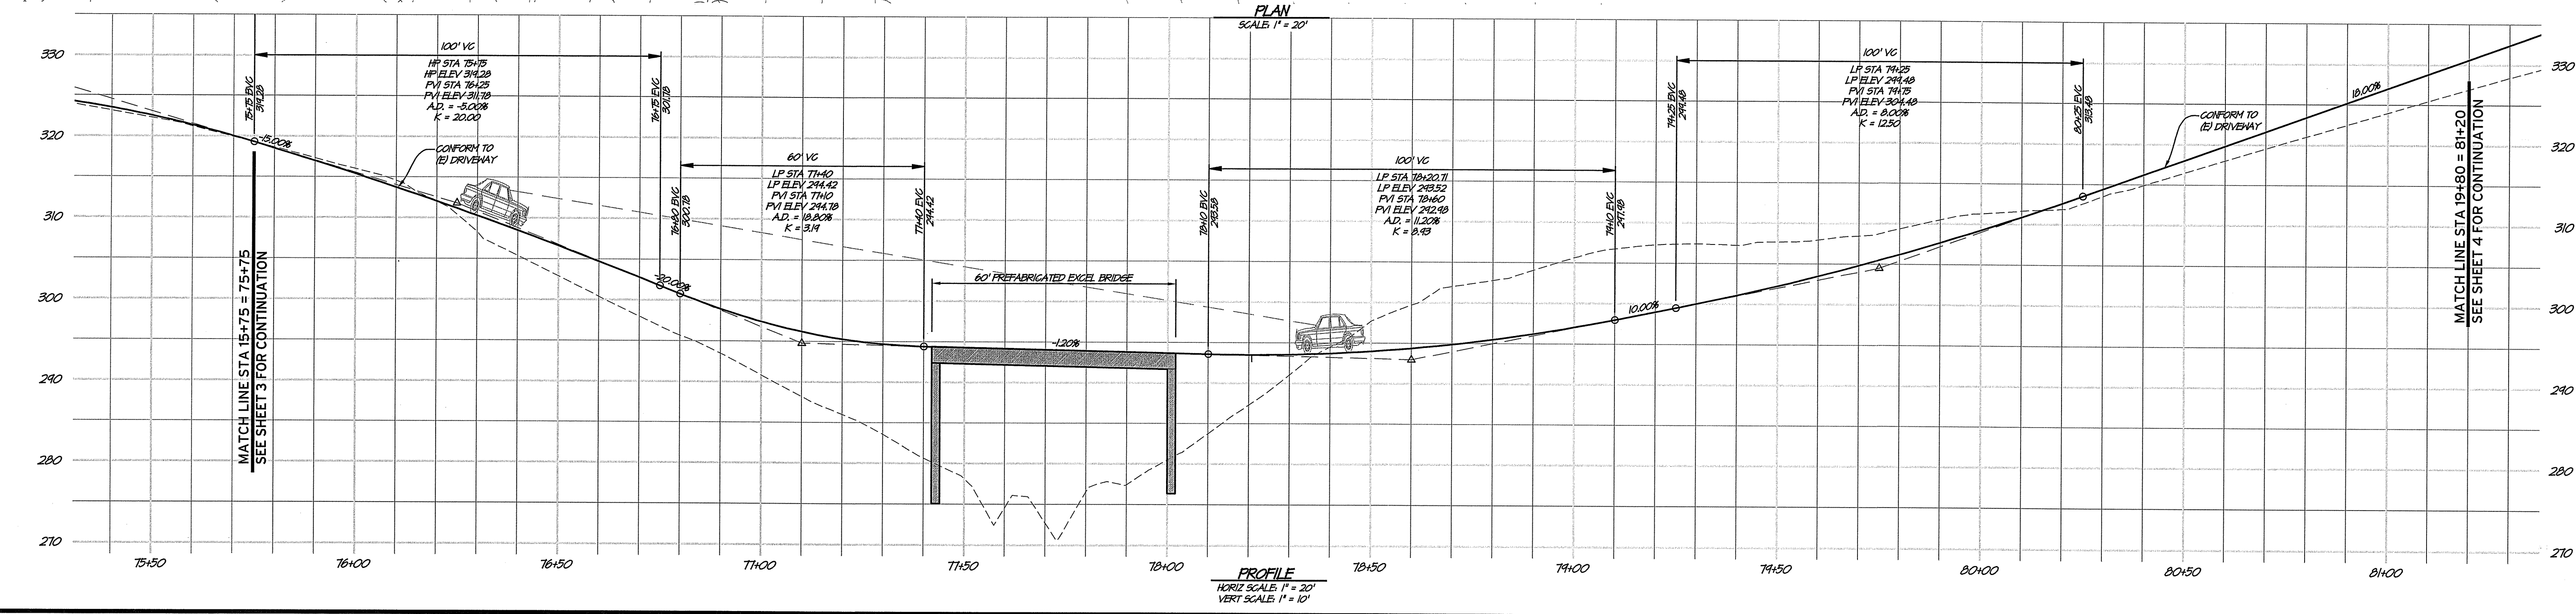 PLAN
SCALE: 1" = 20'
330
320
310
300
290
280
270
100' VC
HP STA 75+75
HP ELEV 319.28
PVI STA 76+25
PVI ELEV 311.78
A.D. = -5.00%
K = 20.00
75+75 BVC
319.28
76+75 EVC
301.78
-15.00%
CONFORM TO
(E) DRIVEWAY
MATCH LINE STA 15+75 = 75+75
SEE SHEET 3 FOR CONTINUATION
-20.00%
60' VC
LP STA 77+40
LP ELEV 294.42
PVI STA 77+10
PVI ELEV 294.78
A.D. = 18.80%
K = 3.19
76+80 BVC
300.78
77+40 EVC
294.42
60' PREFABRICATED EXCEL BRIDGE
-1.20%
100' VC
LP STA 78+20.71
LP ELEV 293.52
PVI STA 78+60
PVI ELEV 292.98
A.D. = 11.20%
K = 8.93
78+10 BVC
293.58
79+10 EVC
297.98
10.00%
100' VC
LP STA 79+25
LP ELEV 299.48
PVI STA 79+75
PVI ELEV 304.48
A.D. = 8.00%
K = 12.50
79+25 BVC
299.48
80+25 EVC
313.48
CONFORM TO
(E) DRIVEWAY
18.00%
MATCH LINE STA 19+80 = 81+20
SEE SHEET 4 FOR CONTINUATION
330
320
310
300
290
280
270
75+50
76+00
76+50
77+00
77+50
78+00
78+50
79+00
79+50
80+00
80+50
81+00
PROFILE
HORIZ SCALE: 1" = 20'
VERT SCALE: 1" = 10'